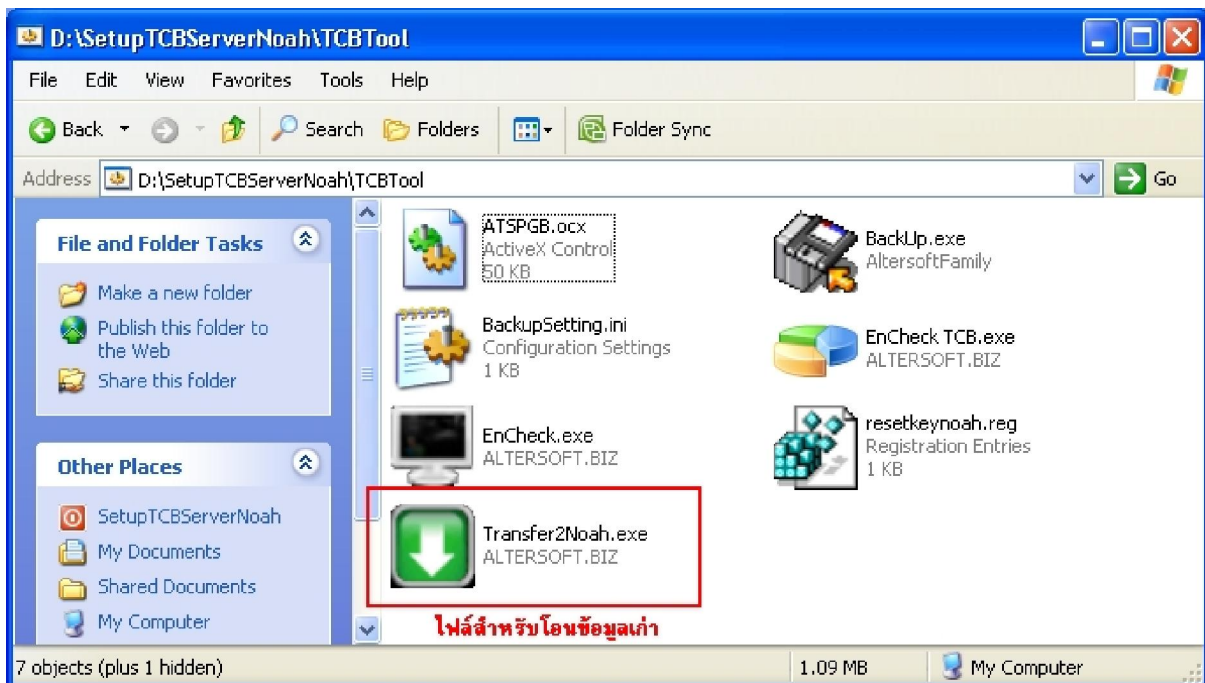 D:\SetupTCBServerNoah\TCBTool
File Edit View Favorites Tools Help
Back Search Folders Folder Sync
Address D:\SetupTCBServerNoah\TCBTool Go
File and Folder Tasks
Make a new folder
Publish this folder to
the Web
Share this folder
Other Places
SetupTCBServerNoah
My Documents
Shared Documents
My Computer
ATSPGB.ocx
ActiveX Control
50 KB
BackUp.exe
AltersoftFamily
BackupSetting.ini
Configuration Settings
1 KB
EnCheck TCB.exe
ALTERSOFT.BIZ
EnCheck.exe
ALTERSOFT.BIZ
resetkeynoah.reg
Registration Entries
1 KB
Transfer2Noah.exe
ALTERSOFT.BIZ
ไฟล์สำหรับโอนข้อมูลเก่า
7 objects (plus 1 hidden) 1.09 MB My Computer